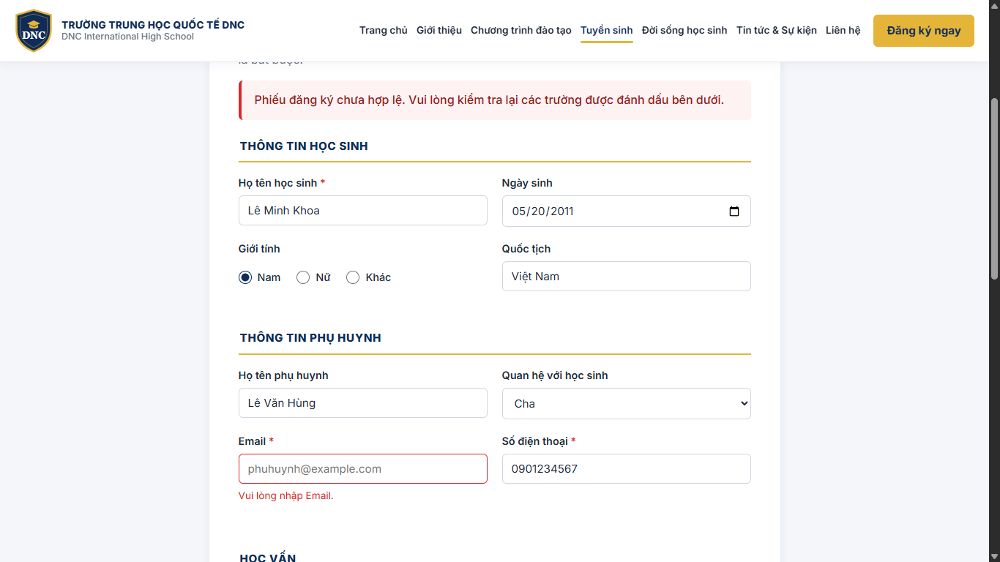 DNC
TRƯỜNG TRUNG HỌC QUỐC TẾ DNC
DNC International High School
Trang chủ Giới thiệu Chương trình đào tạo Tuyển sinh Đời sống học sinh Tin tức & Sự kiện Liên hệ Đăng ký ngay
là bắt buộc.
Phiếu đăng ký chưa hợp lệ. Vui lòng kiểm tra lại các trường được đánh dấu bên dưới.
THÔNG TIN HỌC SINH
Họ tên học sinh * Ngày sinh
Lê Minh Khoa 05/20/2011
Giới tính Quốc tịch
Nam Nữ Khác Việt Nam
THÔNG TIN PHỤ HUYNH
Họ tên phụ huynh Quan hệ với học sinh
Lê Văn Hùng Cha
Email * Số điện thoại *
phuhuynh@example.com 0901234567
Vui lòng nhập Email.
HỌC VẤN